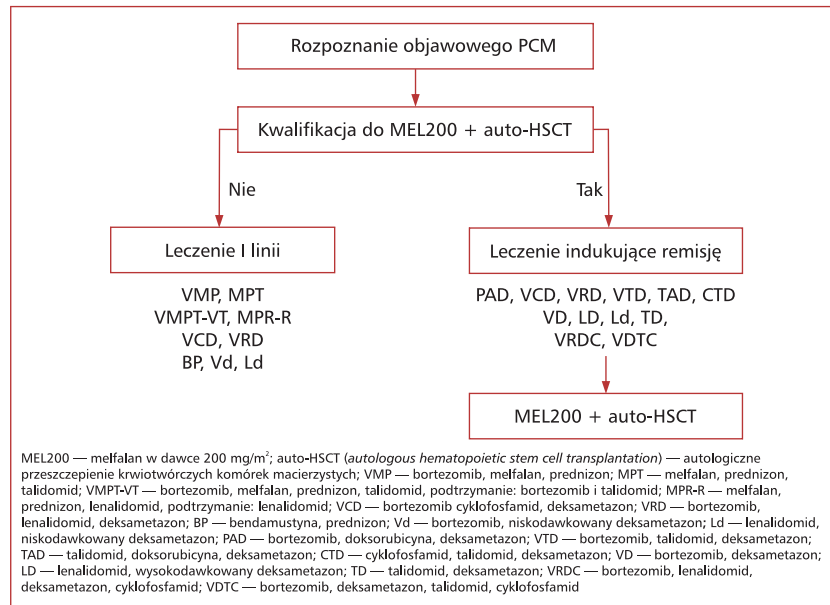 Rozpoznanie objawowego PCM
Kwalifikacja do MEL200 + auto-HSCT
Nie
Tak
Leczenie I linii
VMP, MPT
VMPT-VT, MPR-R
VCD, VRD
BP, Vd, Ld
Leczenie indukujące remisję
PAD, VCD, VRD, VTD, TAD, CTD
VD, LD, Ld, TD,
VRDC, VDTC
MEL200 + auto-HSCT
MEL200 — melfalan w dawce 200 mg/m²; auto-HSCT (autologous hematopoietic stem cell transplantation) — autologiczne
przeszczepienie krwiotwórczych komórek macierzystych; VMP — bortezomib, melfalan, prednizon; MPT — melfalan, prednizon,
talidomid; VMPT-VT — bortezomib, melfalan, prednizon, talidomid, podtrzymanie: bortezomib i talidomid; MPR-R — melfalan,
prednizon, lenalidomid, podtrzymanie: lenalidomid; VCD — bortezomib cyklofosfamid, deksametazon; VRD — bortezomib,
lenalidomid, deksametazon; BP — bendamustyna, prednizon; Vd — bortezomib, niskodawkowany deksametazon; Ld — lenalidomid,
niskodawkowany deksametazon; PAD — bortezomib, doksorubicyna, deksametazon; VTD — bortezomib, talidomid, deksametazon;
TAD — talidomid, doksorubicyna, deksametazon; CTD — cyklofosfamid, talidomid, deksametazon; VD — bortezomib, deksametazon;
LD — lenalidomid, wysokodawkowany deksametazon; TD — talidomid, deksametazon; VRDC — bortezomib, lenalidomid,
deksametazon, cyklofosfamid; VDTC — bortezomib, deksametazon, talidomid, cyklofosfamid